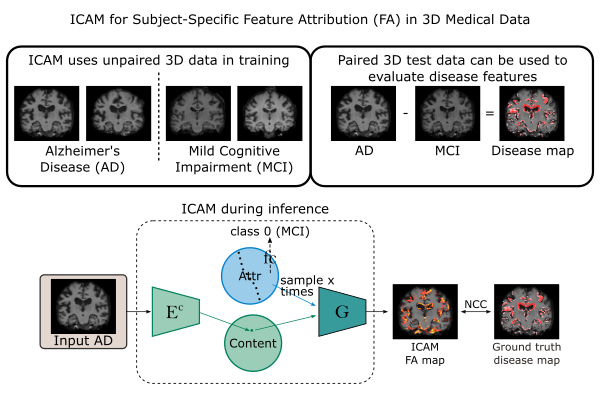 ICAM for Subject-Specific Feature Attribution (FA) in 3D Medical Data
ICAM uses unpaired 3D data in training
Alzheimer's
Disease (AD)
Mild Cognitive
Impairment (MCI)
Paired 3D test data can be used to
evaluate disease features
-
=
AD
MCI
Disease map
ICAM during inference
class 0 (MCI)
fc
Attr
sample x
times
Input AD
E^c
G
Content
ICAM
FA map
NCC
Ground truth
disease map